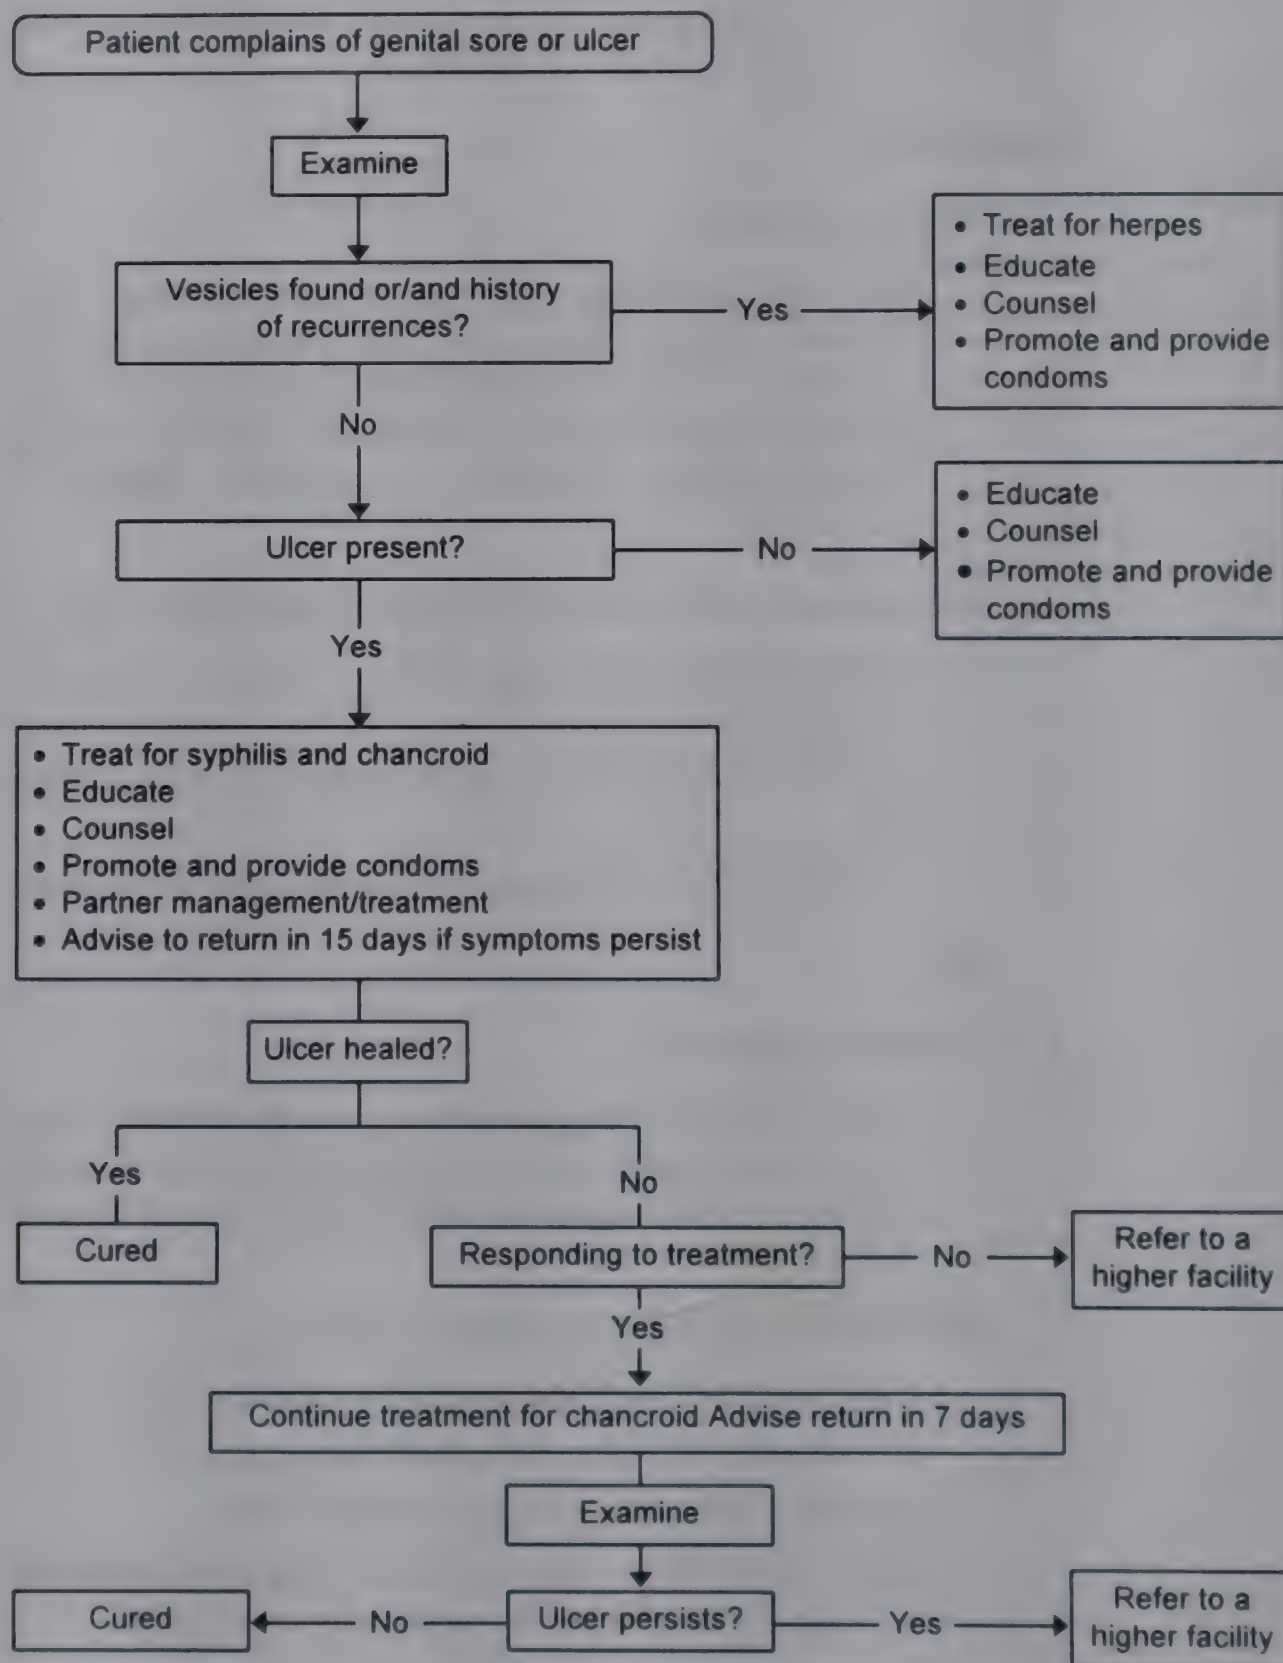 Patient complains of genital sore or ulcer
Examine
Vesicles found or/and history
of recurrences?
Yes
• Treat for herpes
• Educate
• Counsel
• Promote and provide
condoms
No
Ulcer present?
No
• Educate
• Counsel
• Promote and provide
condoms
Yes
• Treat for syphilis and chancroid
• Educate
• Counsel
• Promote and provide condoms
• Partner management/treatment
• Advise to return in 15 days if symptoms persist
Ulcer healed?
Yes
No
Cured
Responding to treatment?
No
Refer to a
higher facility
Yes
Continue treatment for chancroid Advise return in 7 days
Examine
Cured
No
Ulcer persists?
Yes
Refer to a
higher facility